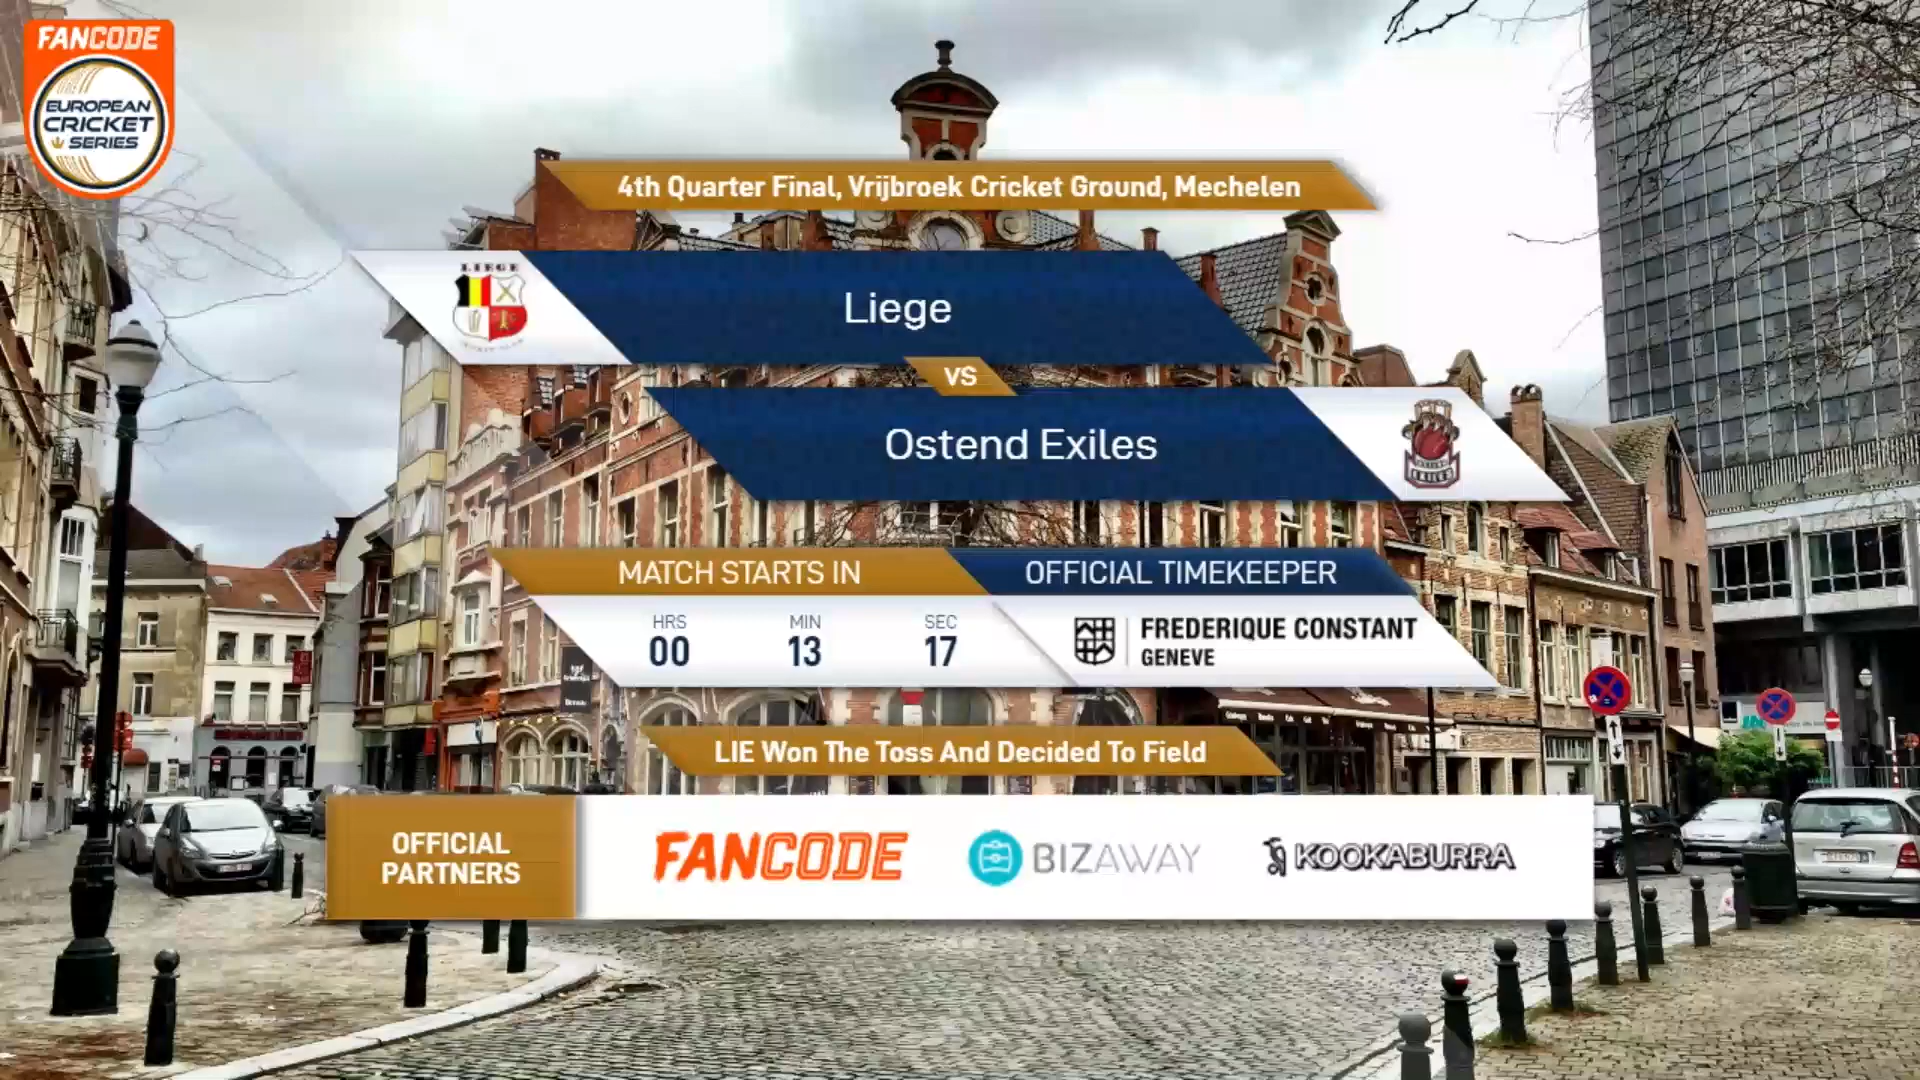 FANCODE
EUROPEAN
CRICKET
SERIES
4th Quarter Final, Vrijbroek Cricket Ground, Mechelen
LIEGE
Liege
VS
Ostend Exiles
EXILES
MATCH STARTS IN
OFFICIAL TIMEKEEPER
HRS MIN SEC
00 13 17
FREDERIQUE CONSTANT
GENEVE
LIE Won The Toss And Decided To Field
OFFICIAL
PARTNERS
FANCODE
BIZAWAY
KOOKABURRA